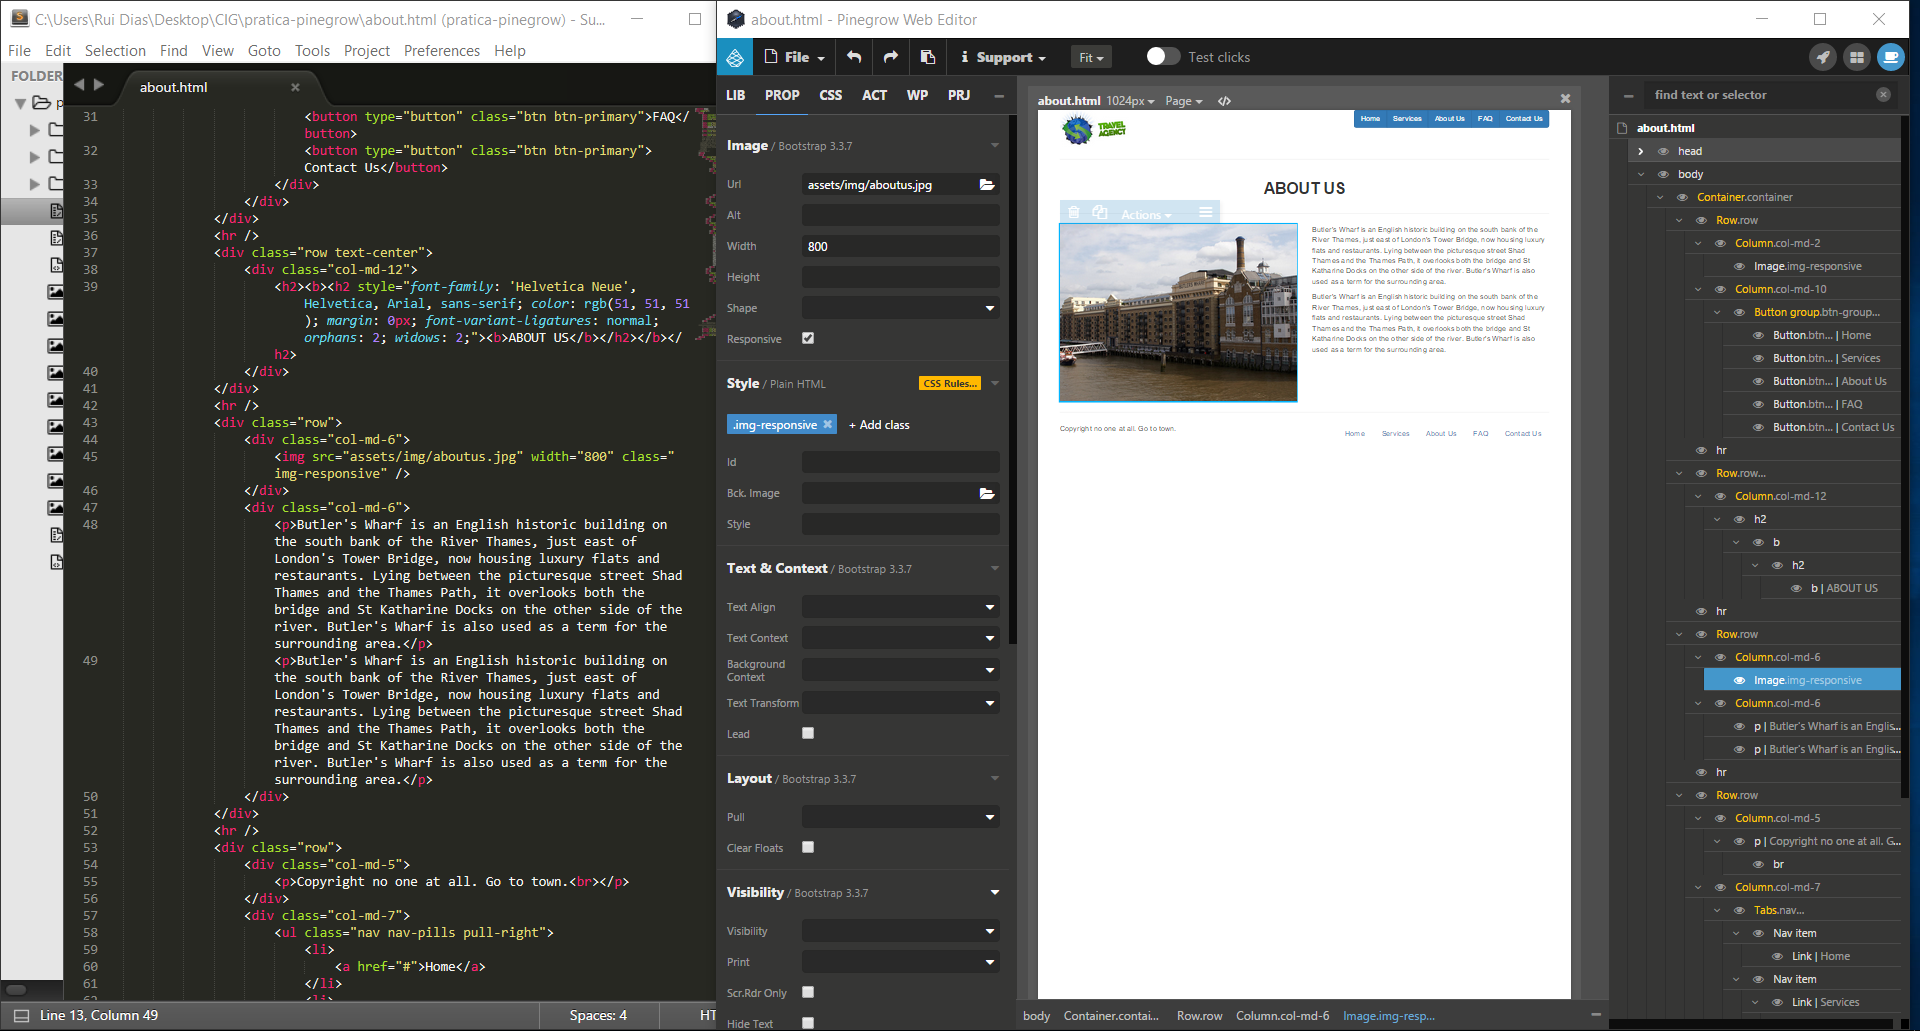 C:\Users\Rui Dias\Desktop\CIG\pratica-pinegrow\about.html (pratica-pinegrow) - Su...
File Edit Selection Find View Goto Tools Project Preferences Help
FOLDER
p
about.html
31 <button type="button" class="btn btn-primary">FAQ</
button>
32 <button type="button" class="btn btn-primary">
Contact Us</button>
33 </div>
34 </div>
35 </div>
36 <hr />
37 <div class="row text-center">
38 <div class="col-md-12">
39 <h2><b><h2 style="font-family: 'Helvetica Neue',
Helvetica, Arial, sans-serif; color: rgb(51, 51, 51
); margin: 0px; font-variant-ligatures: normal;
orphans: 2; widows: 2;"><b>ABOUT US</b></h2></b></
h2>
40 </div>
41 </div>
42 <hr />
43 <div class="row">
44 <div class="col-md-6">
45 <img src="assets/img/aboutus.jpg" width="800" class="
img-responsive" />
46 </div>
47 <div class="col-md-6">
48 <p>Butler's Wharf is an English historic building on
the south bank of the River Thames, just east of
London's Tower Bridge, now housing luxury flats and
restaurants. Lying between the picturesque street Shad
Thames and the Thames Path, it overlooks both the
bridge and St Katharine Docks on the other side of the
river. Butler's Wharf is also used as a term for the
surrounding area.</p>
49 <p>Butler's Wharf is an English historic building on
the south bank of the River Thames, just east of
London's Tower Bridge, now housing luxury flats and
restaurants. Lying between the picturesque street Shad
Thames and the Thames Path, it overlooks both the
bridge and St Katharine Docks on the other side of the
river. Butler's Wharf is also used as a term for the
surrounding area.</p>
50 </div>
51 </div>
52 <hr />
53 <div class="row">
54 <div class="col-md-5">
55 <p>Copyright no one at all. Go to town.<br></p>
56 </div>
57 <div class="col-md-7">
58 <ul class="nav nav-pills pull-right">
59 <li>
60 <a href="#">Home</a>
61 </li>
62 <li>
Line 13, Column 49
Spaces: 4
HT
about.html - Pinegrow Web Editor
File
Support
Fit
Test clicks
LIB PROP CSS ACT WP PRJ
Image / Bootstrap 3.3.7
Url assets/img/aboutus.jpg
Alt
Width 800
Height
Shape
Responsive
Style / Plain HTML CSS Rules...
.img-responsive + Add class
Id
Bck. Image
Style
Text & Context / Bootstrap 3.3.7
Text Align
Text Context
Background
Context
Text Transform
Lead
Layout / Bootstrap 3.3.7
Pull
Clear Floats
Visibility / Bootstrap 3.3.7
Visibility
Print
Scr.Rdr Only
Hide Text
about.html 1024px Page
TRAVEL
AGENCY
Home Services About Us FAQ Contact Us
ABOUT US
Actions
Butler's Wharf is an English historic building on the south bank of the
River Thames, just east of London's Tower Bridge, now housing luxury
flats and restaurants. Lying between the picturesque street Shad
Thames and the Thames Path, it overlooks both the bridge and St
Katharine Docks on the other side of the river. Butler's Wharf is also
used as a term for the surrounding area.
Butler's Wharf is an English historic building on the south bank of the
River Thames, just east of London's Tower Bridge, now housing luxury
flats and restaurants. Lying between the picturesque street Shad
Thames and the Thames Path, it overlooks both the bridge and St
Katharine Docks on the other side of the river. Butler's Wharf is also
used as a term for the surrounding area.
Copyright no one at all. Go to town.
Home Services About Us FAQ Contact Us
body Container.contai... Row.row Column.col-md-6 Image.img-resp...
find text or selector
about.html
head
body
Container.container
Row.row
Column.col-md-2
Image.img-responsive
Column.col-md-10
Button group.btn-group...
Button.btn... | Home
Button.btn... | Services
Button.btn... | About Us
Button.btn... | FAQ
Button.btn... | Contact Us
hr
Row.row...
Column.col-md-12
h2
b
h2
b | ABOUT US
hr
Row.row
Column.col-md-6
Image.img-responsive
Column.col-md-6
p | Butler's Wharf is an Englis...
p | Butler's Wharf is an Englis...
hr
Row.row
Column.col-md-5
p | Copyright no one at all. G...
br
Column.col-md-7
Tabs.nav...
Nav item
Link | Home
Nav item
Link | Services